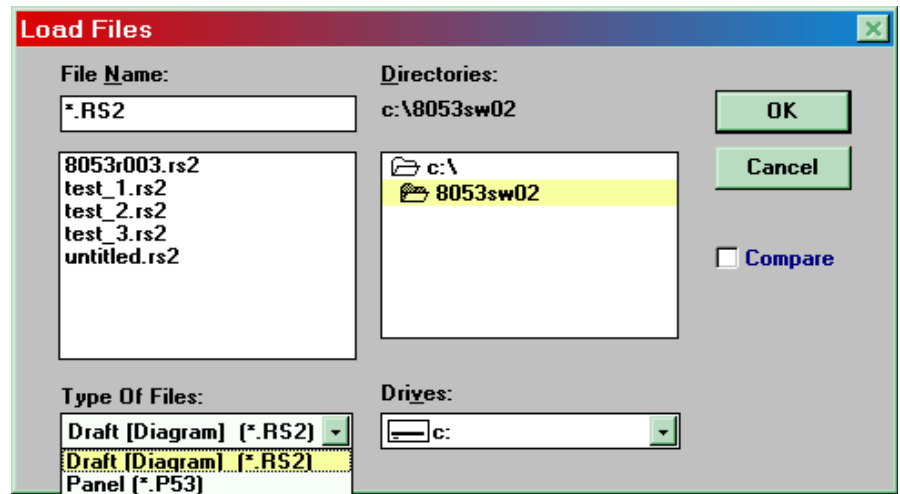 Load Files
File Name:
*.RS2
8053r003.rs2
test_1.rs2
test_2.rs2
test_3.rs2
untitled.rs2
Type Of Files:
Draft [Diagram] (*.RS2)
Draft [Diagram] (*.RS2)
Panel (*.P53)
Directories:
c:\8053sw02
c:\
8053sw02
Drives:
c:
OK
Cancel
Compare